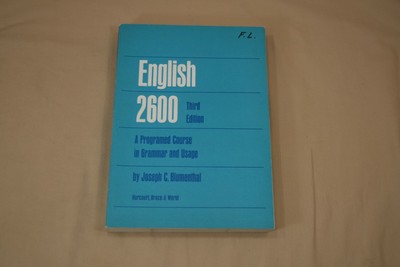 F.L.
English
2600 Third
Edition
A Programed Course
in Grammar and Usage
by Joseph C. Blumenthal
Harcourt, Brace & World